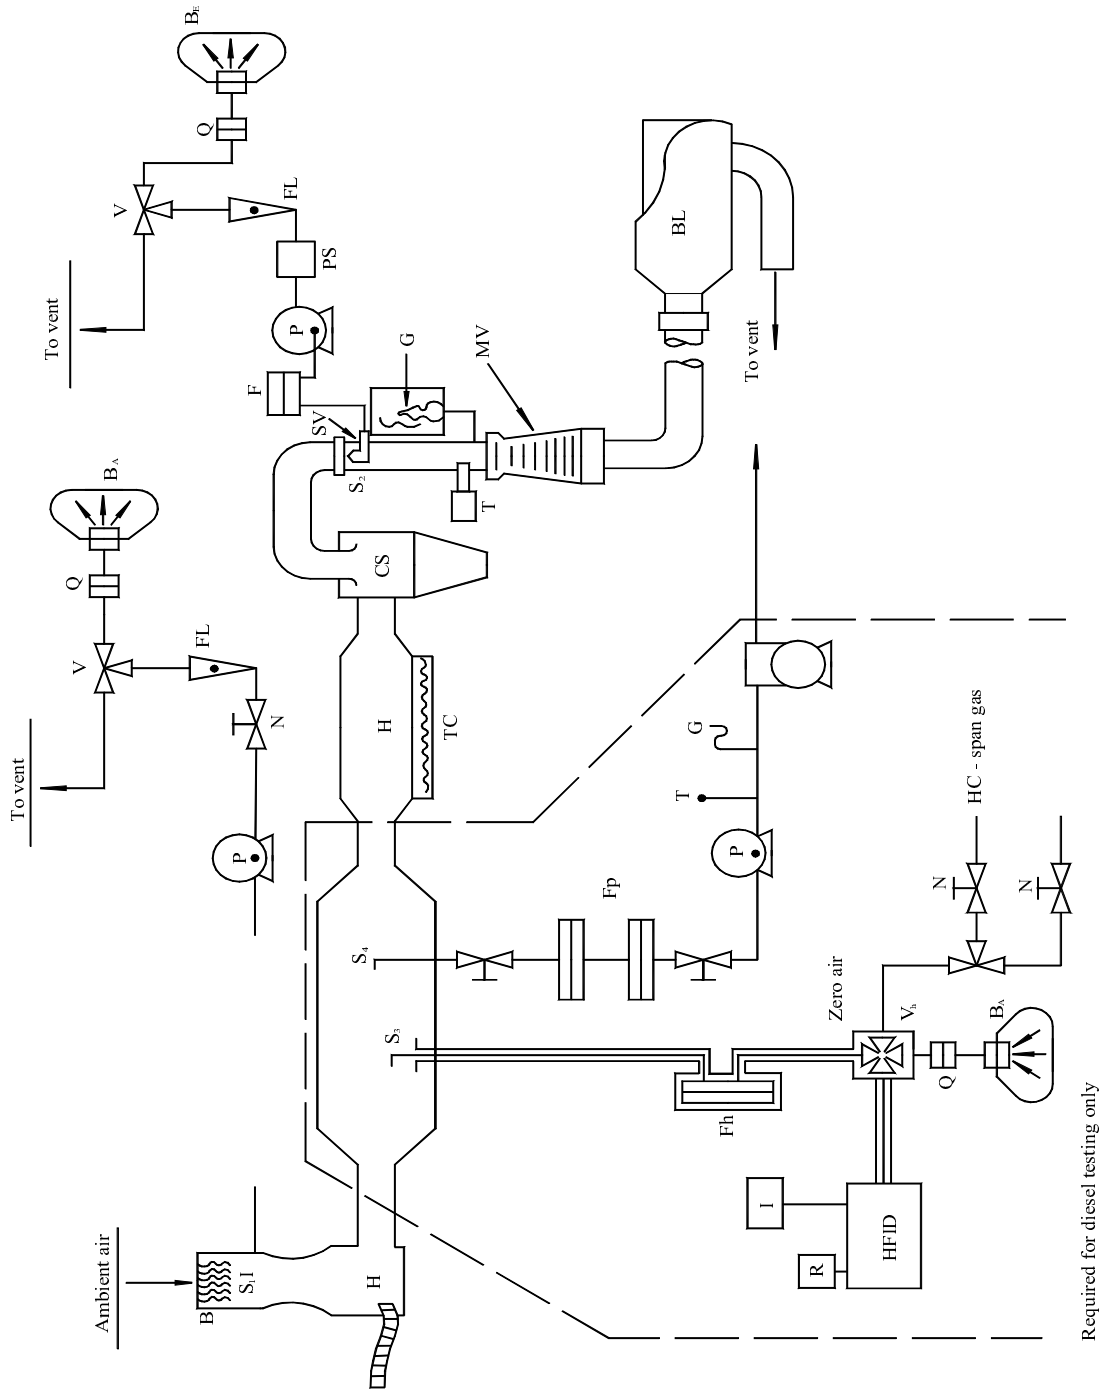 B_E
Q
V
FL
PS
P
F
To vent
SV
G
MV
BL
To vent
S_2
T
CS
B_A
Q
V
FL
N
P
To vent
H
TC
S_4
Fp
P
T
G
HC - span gas
N
N
Zero air
V_h
B_A
Q
S_3
Fh
HFID
I
R
Ambient air
B
S_1 I
H
Required for diesel testing only